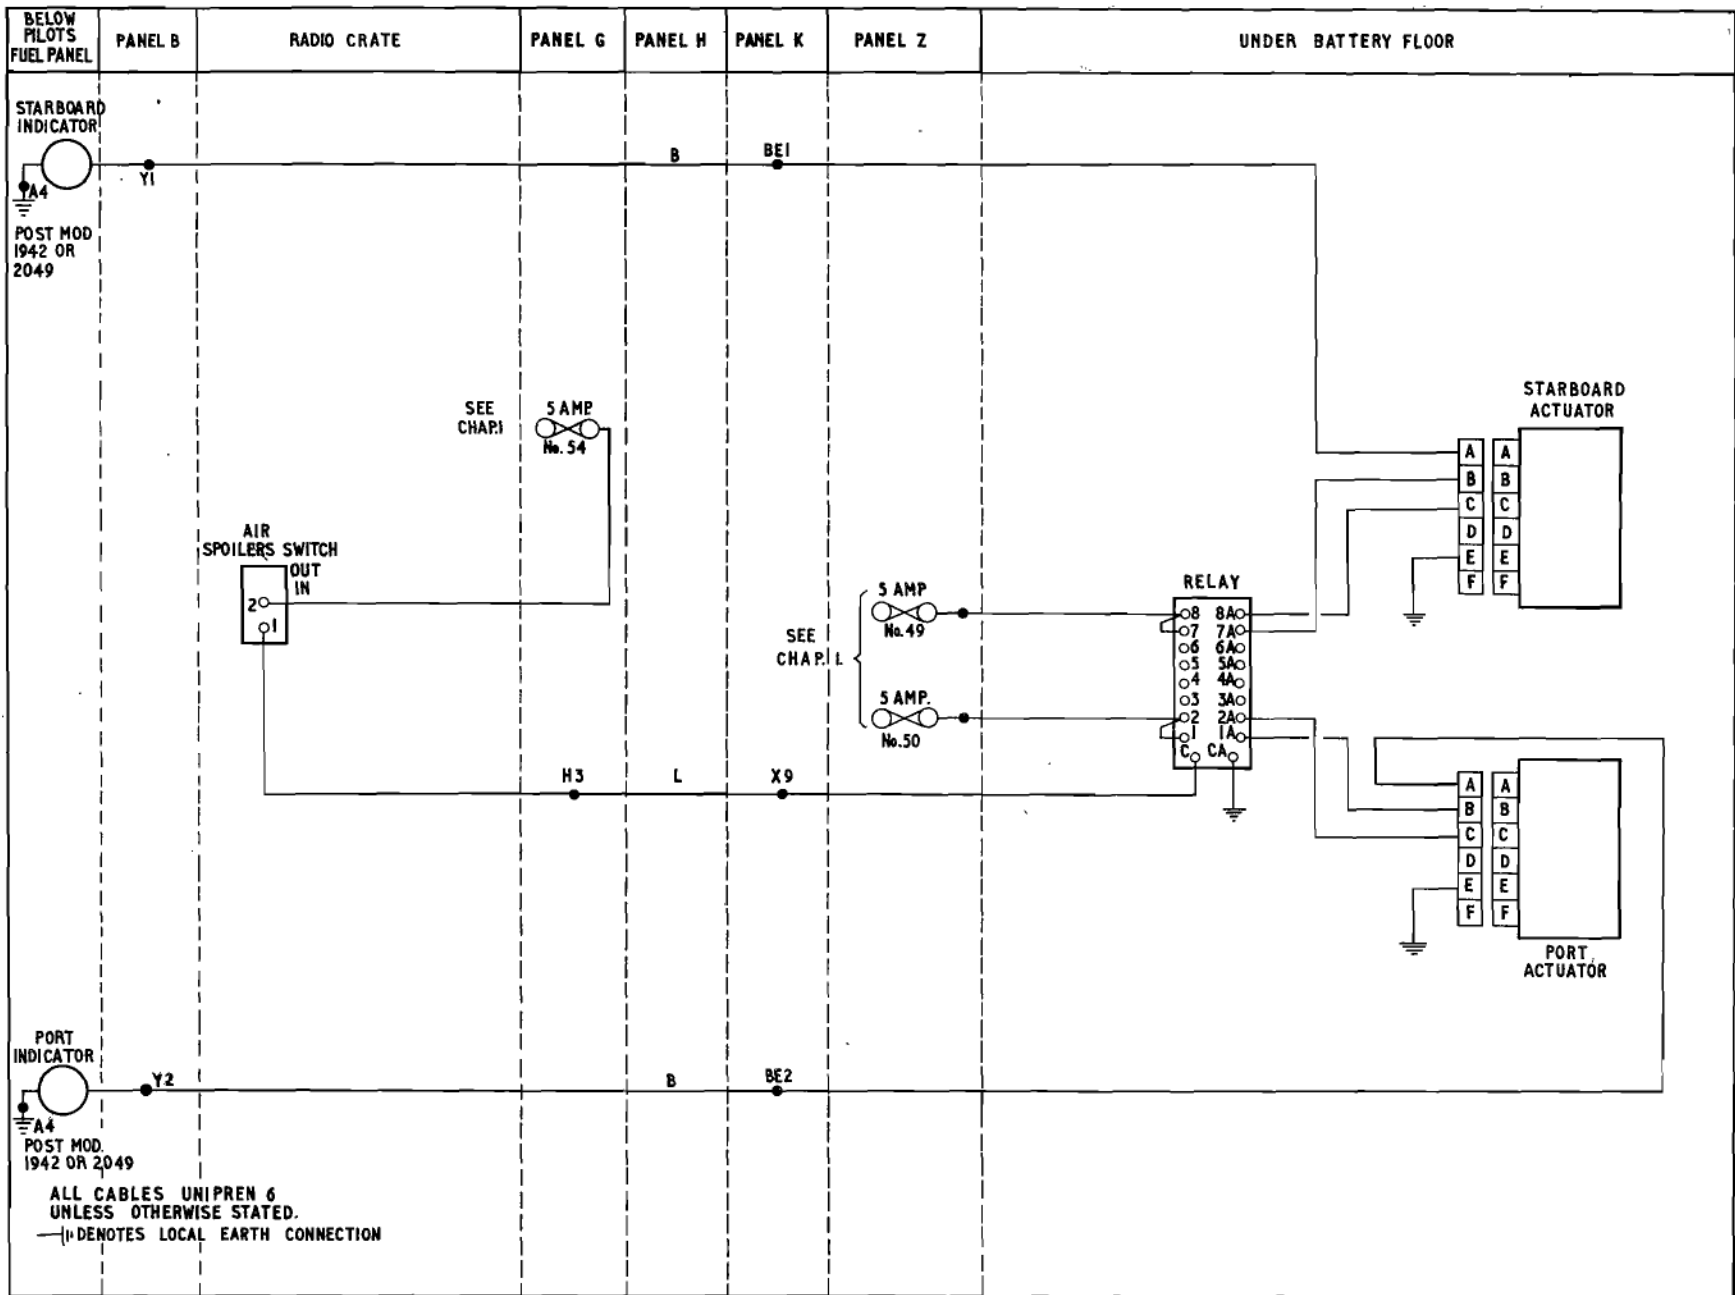 BELOW
PILOTS
FUEL PANEL
PANEL B
RADIO CRATE
PANEL G
PANEL H
PANEL K
PANEL Z
UNDER BATTERY FLOOR
STARBOARD
INDICATOR
A4
POST MOD
1942 OR
2049
Y1
B
BE1
SEE
CHAP.1
5 AMP
No. 54
AIR
SPOILERS SWITCH
OUT
IN
2
1
SEE
CHAP. 1.
5 AMP
No. 49
5 AMP.
No. 50
RELAY
8 8A
7 7A
6 6A
5 5A
4 4A
3 3A
2 2A
1 1A
C CA
STARBOARD
ACTUATOR
A A
B B
C C
D D
E E
F F
H3
L
X9
A A
B B
C C
D D
E E
F F
PORT
ACTUATOR
PORT
INDICATOR
A4
POST MOD.
1942 OR 2049
Y2
B
BE2
ALL CABLES UNIPREN 6
UNLESS OTHERWISE STATED.
DENOTES LOCAL EARTH CONNECTION